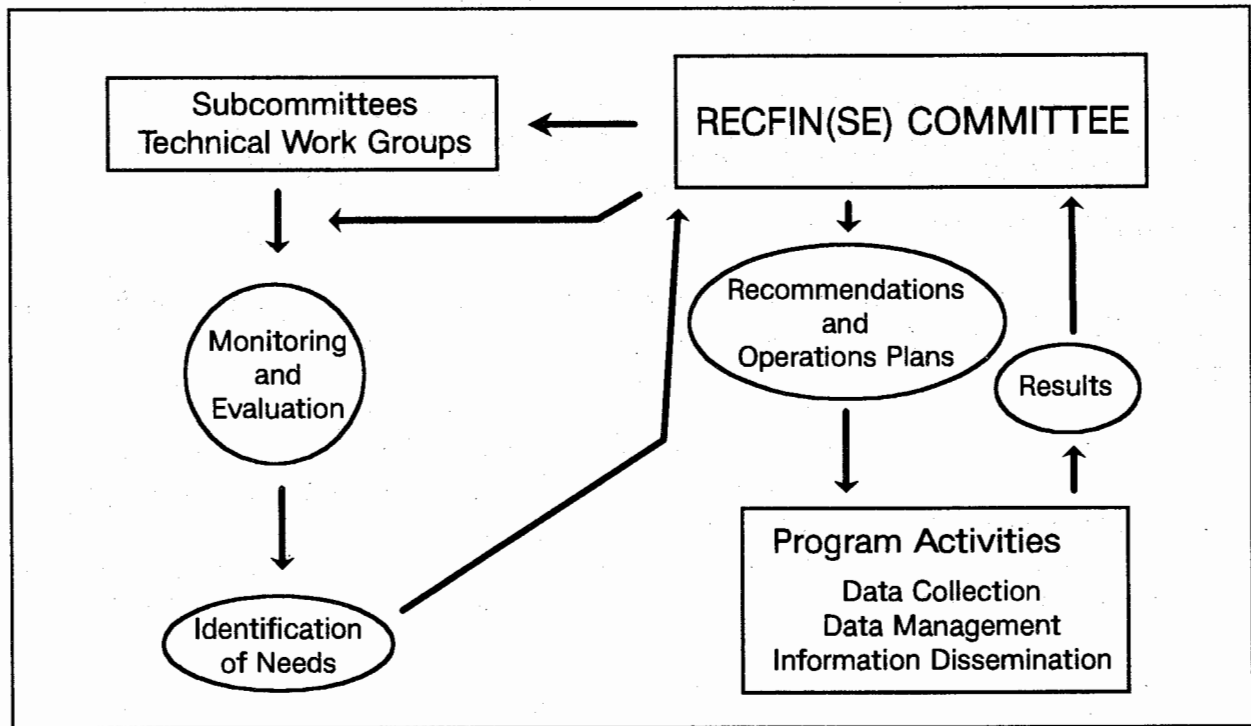 Subcommittees
Technical Work Groups
RECFIN(SE) COMMITTEE
Monitoring
and
Evaluation
Recommendations
and
Operations Plans
Results
Identification
of Needs
Program Activities
Data Collection
Data Management
Information Dissemination